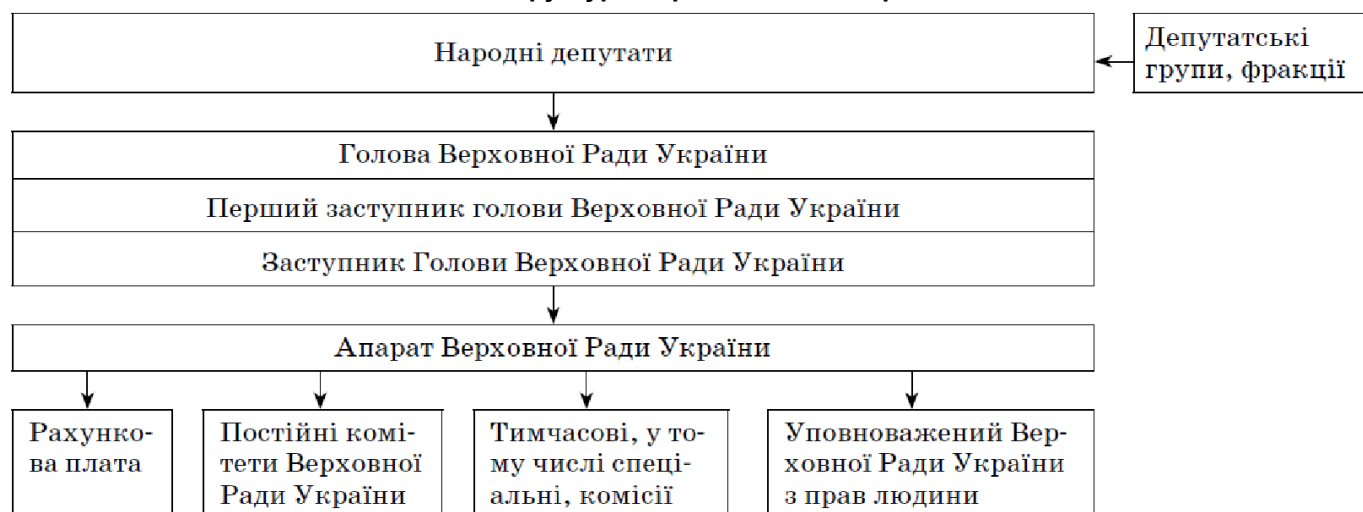 Народні депутати
Депутатські
групи, фракції
Голова Верховної Ради України
Перший заступник голови Верховної Ради України
Заступник Голови Верховної Ради України
Апарат Верховної Ради України
Рахунко-
ва плата
Постійні комі-
тети Верховної
Ради України
Тимчасові, у то-
му числі спеці-
альні, комісії
Уповноважений Вер-
ховної Ради України
з прав людини